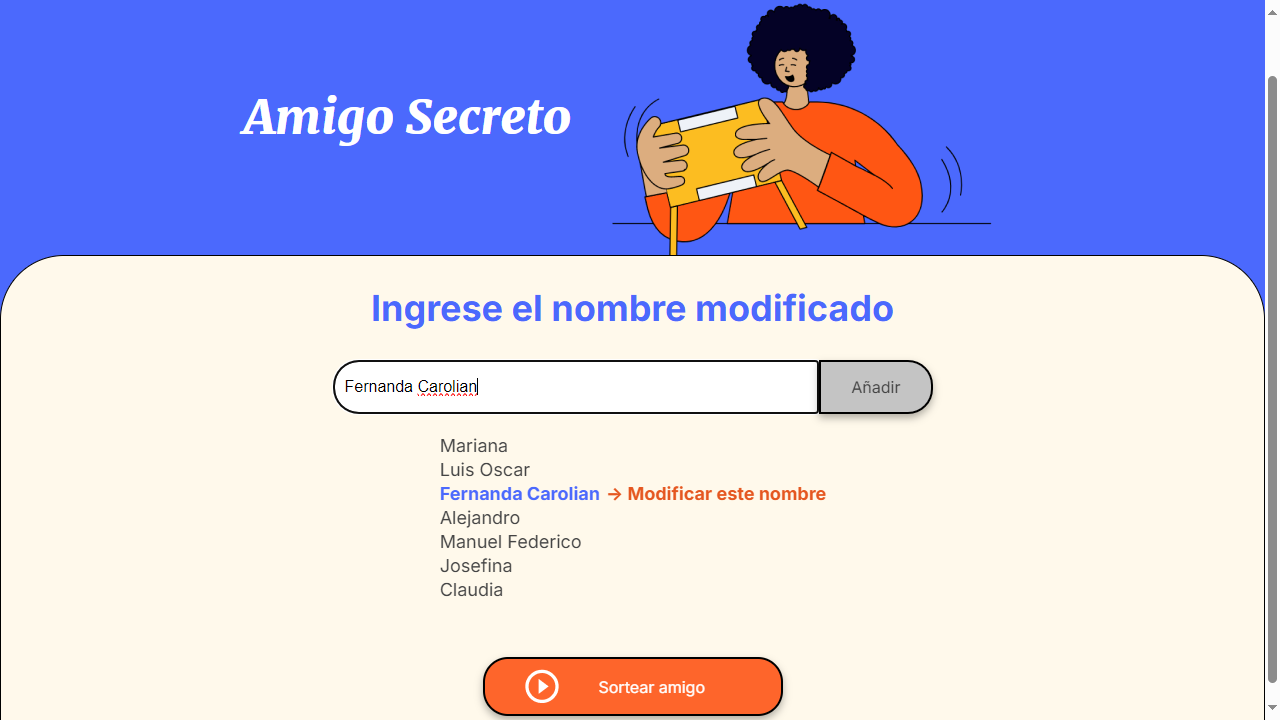 Amigo Secreto
Ingrese el nombre modificado
Fernanda Carolian
Añadir
Mariana
Luis Oscar
Fernanda Carolian → Modificar este nombre
Alejandro
Manuel Federico
Josefina
Claudia
Sortear amigo